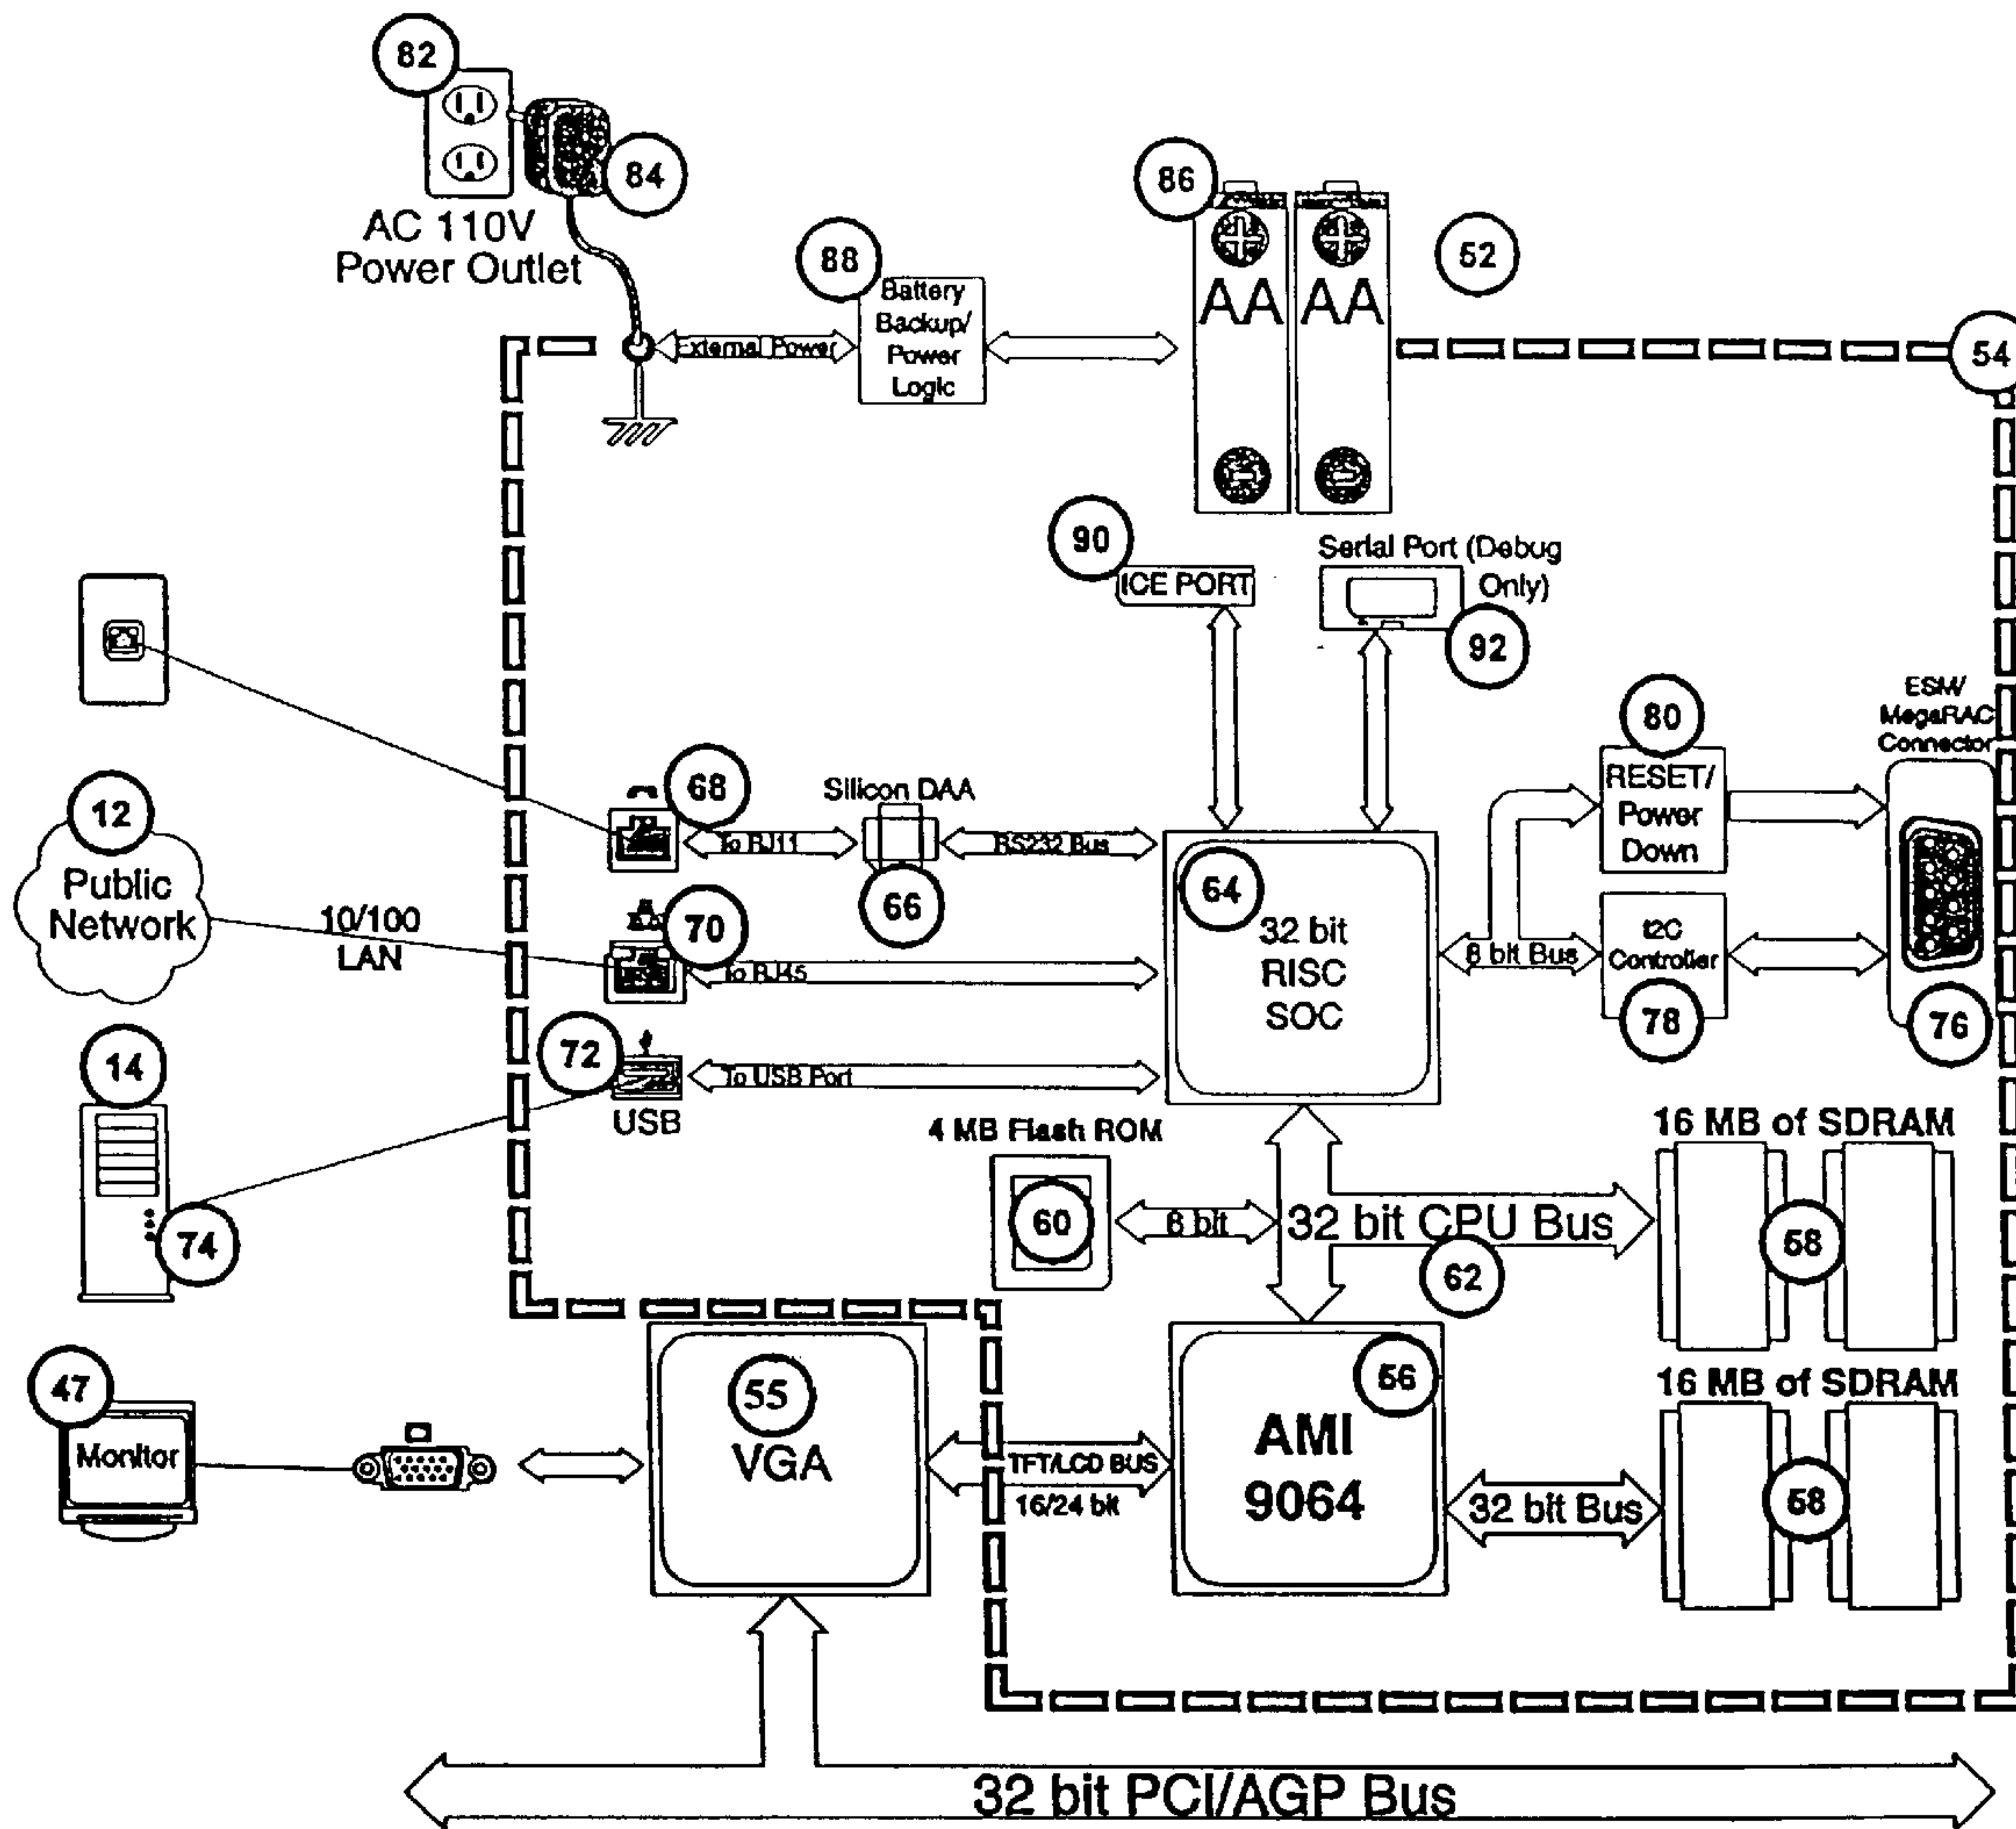 82
84
AC 110V
Power Outlet
86
52
88
Battery
Backup/
Power
Logic
External Power
AA
AA
54
90
ICE PORT
Serial Port (Debug
Only)
92
ESM/
MegaRAC
Connector
80
RESET/
Power
Down
68
Silicon DAA
To RJ11
RS232 Bus
66
12
Public
Network
10/100
LAN
70
To RJ45
64
32 bit
RISC
SOC
8 bit Bus
I2C
Controller
78
76
14
72
To USB Port
USB
74
4 MB Flash ROM
60
8 bit
32 bit CPU Bus
62
16 MB of SDRAM
58
47
Monitor
55
VGA
TFT/LCD BUS
16/24 bit
56
AMI
9064
32 bit Bus
16 MB of SDRAM
58
32 bit PCI/AGP Bus